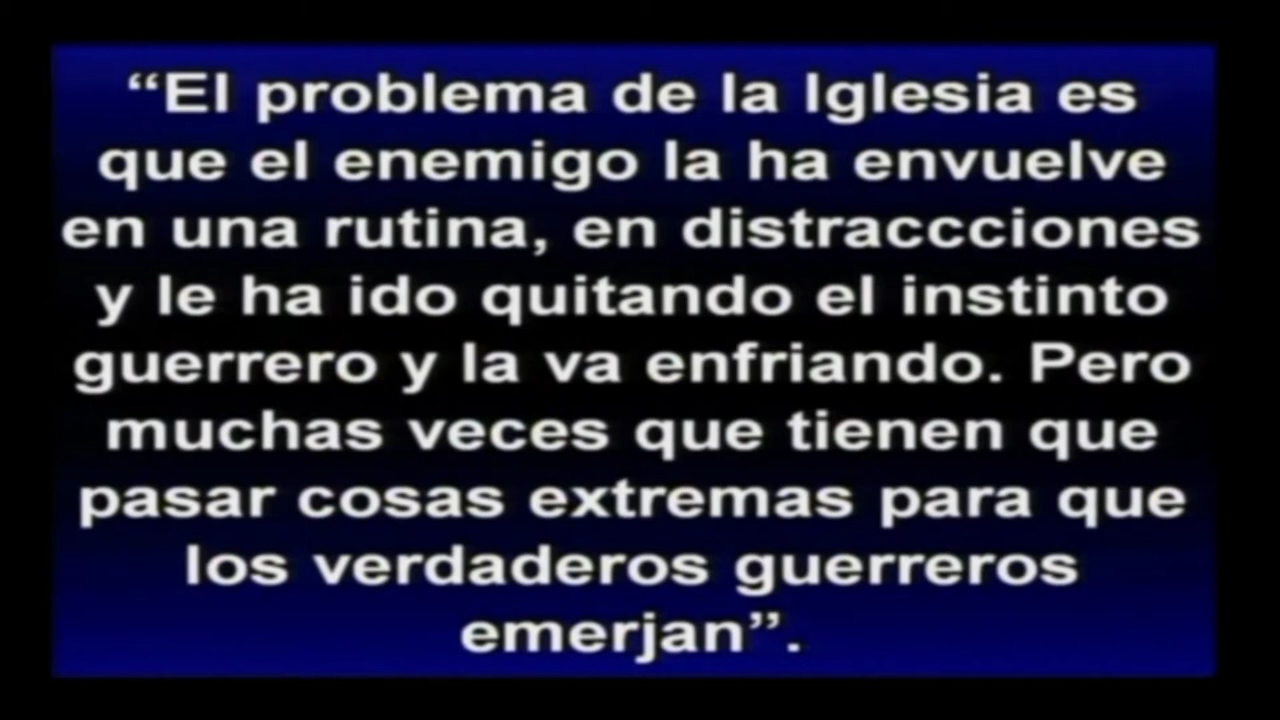 “El problema de la Iglesia es
que el enemigo la ha envuelve
en una rutina, en distraccciones
y le ha ido quitando el instinto
guerrero y la va enfriando. Pero
muchas veces que tienen que
pasar cosas extremas para que
los verdaderos guerreros
emerjan”.